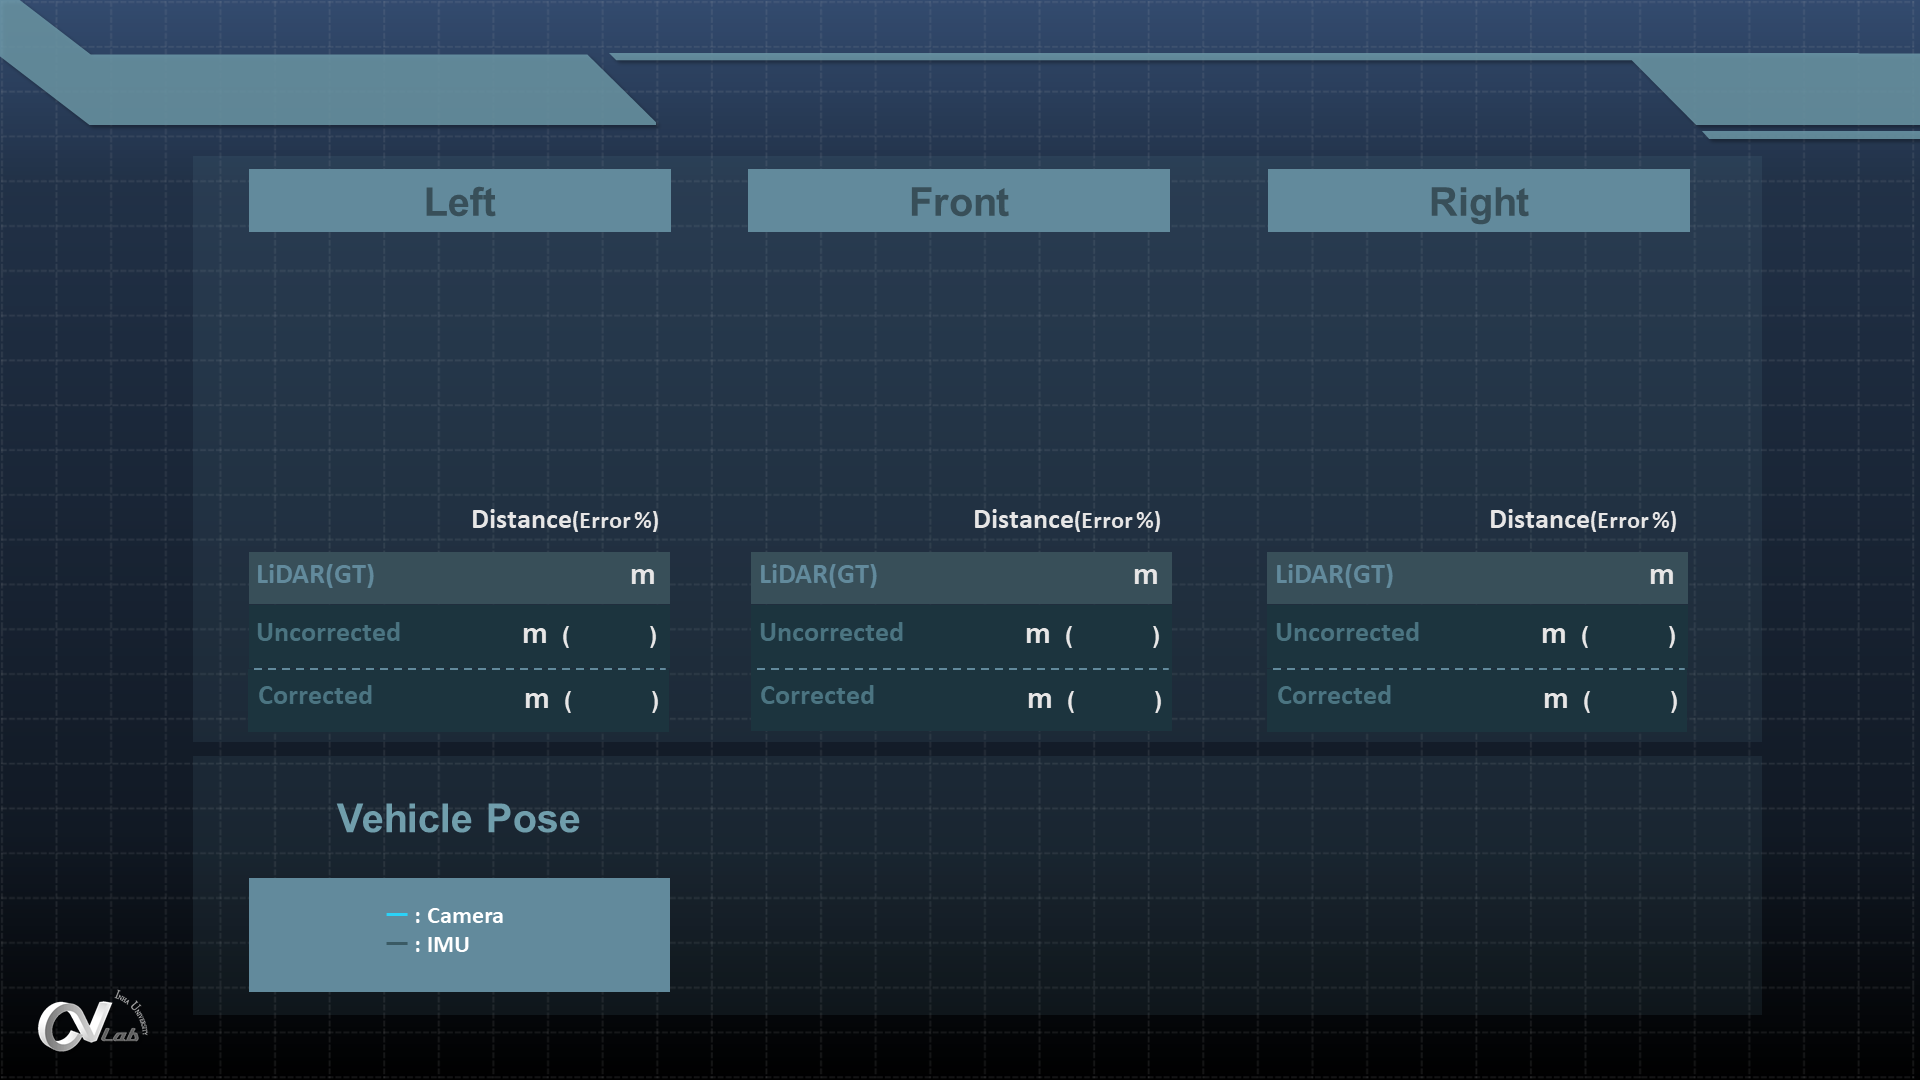 Left
Front
Right
Distance(Error %)
Distance(Error %)
Distance(Error %)
LiDAR(GT) m
Uncorrected m ( )
Corrected m ( )
LiDAR(GT) m
Uncorrected m ( )
Corrected m ( )
LiDAR(GT) m
Uncorrected m ( )
Corrected m ( )
Vehicle Pose
: Camera
: IMU
INHA UNIVERSITY
CV Lab